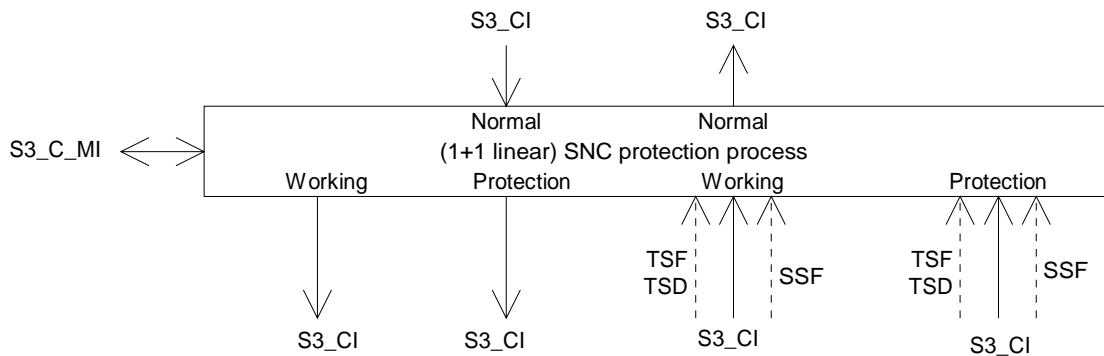 S3_CI S3_CI
Normal Normal
S3_C_MI (1+1 linear) SNC protection process
Working Protection Working Protection
TSF TSF
SSF SSF
TSD TSD
S3_CI S3_CI S3_CI S3_CI